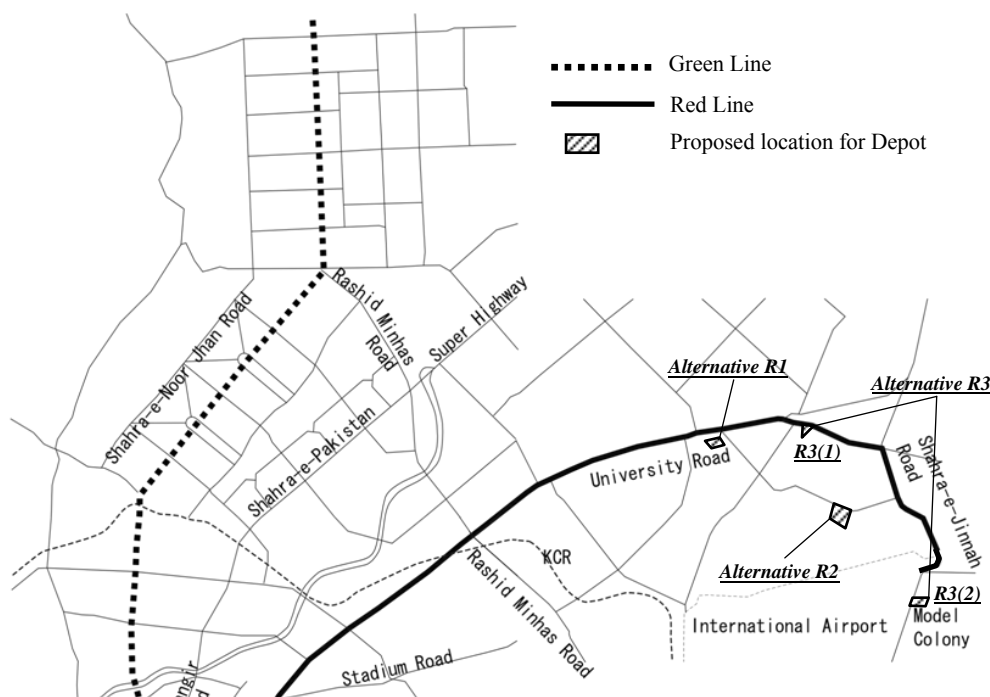 Green Line
Red Line
Proposed location for Depot
Rashid Minhas
Road
Super Highway
Shahra-e-Noor Jhan Road
Shahra-e-Pakistan
Alternative R1
Alternative R3
R3(1)
University Road
Shahra-e-Jinnah
Road
KCR
Rashid Minhas Road
Alternative R2
R3(2)
International Airport
Model
Colony
Stadium Road